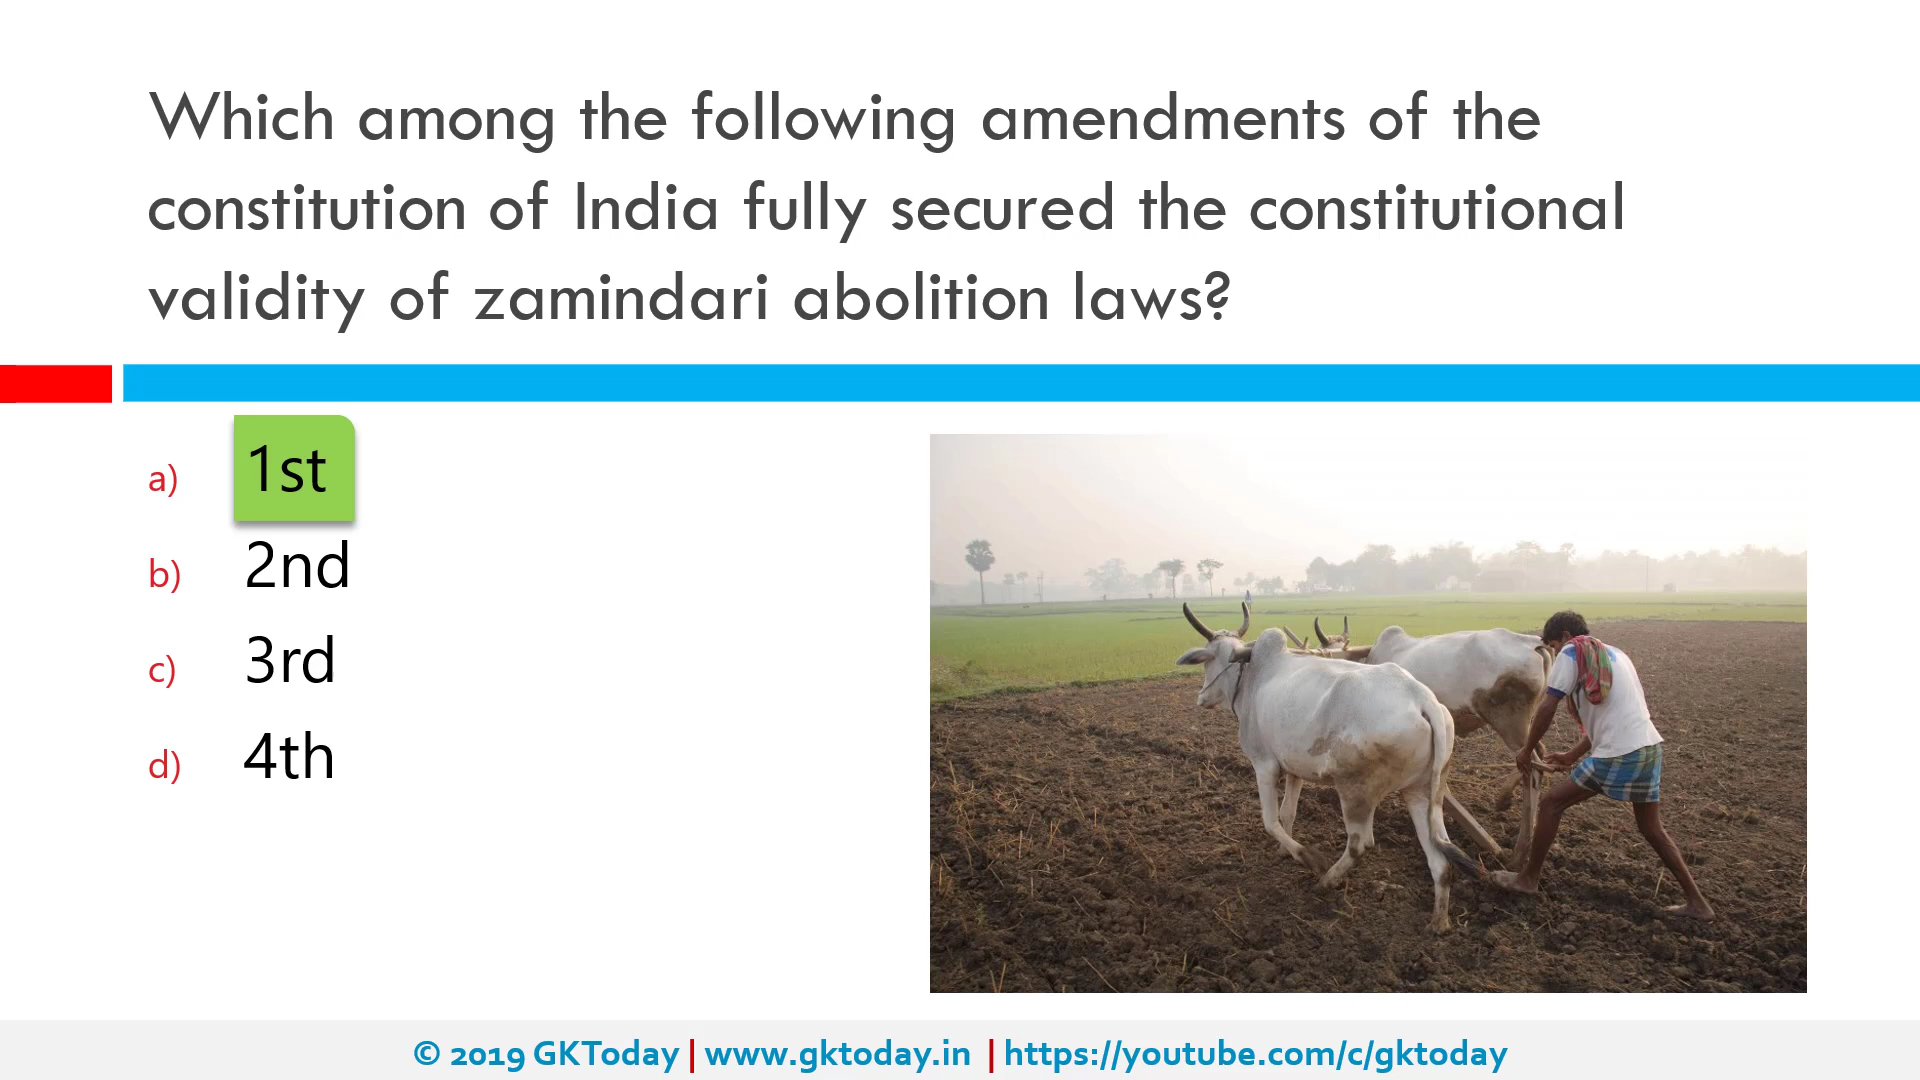 Which among the following amendments of the
constitution of India fully secured the constitutional
validity of zamindari abolition laws?
a) 1st
b) 2nd
c) 3rd
d) 4th
© 2019 GKToday | www.gktoday.in | https://youtube.com/c/gktoday